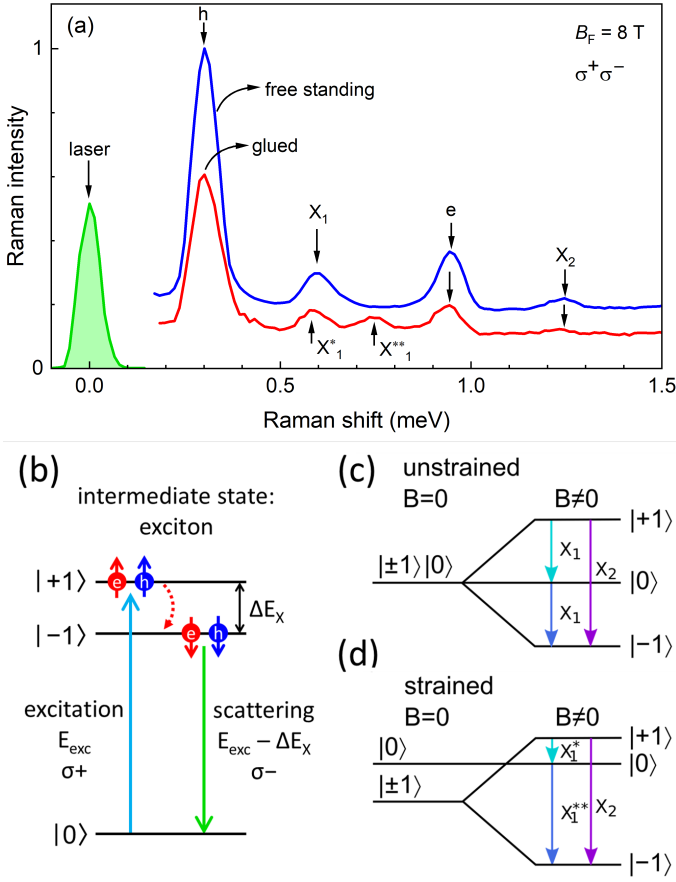 (a)
h
B_F = 8 T
σ⁺σ⁻
free standing
glued
laser
X₁
e
X₂
X*₁
X**₁
1
0
Raman intensity
0.0
0.5
1.0
1.5
Raman shift (meV)
(b)
intermediate state:
exciton
|+1⟩
e
h
|−1⟩
e
h
ΔE_X
excitation
E_exc
σ+
scattering
E_exc − ΔE_X
σ−
|0⟩
(c)
unstrained
B=0
B≠0
|+1⟩
|±1⟩|0⟩
X₁
X₂
|0⟩
X₁
|−1⟩
(d)
strained
B=0
B≠0
|+1⟩
|0⟩
X₁*
|0⟩
|±1⟩
X₁**
X₂
|−1⟩